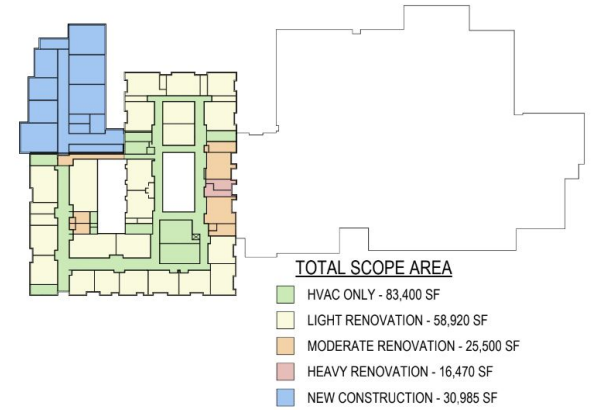 TOTAL SCOPE AREA
HVAC ONLY - 83,400 SF
LIGHT RENOVATION - 58,920 SF
MODERATE RENOVATION - 25,500 SF
HEAVY RENOVATION - 16,470 SF
NEW CONSTRUCTION - 30,985 SF